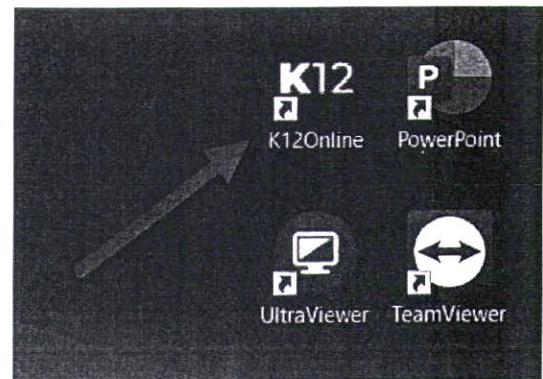 K12
P
K12Online PowerPoint
UltraViewer TeamViewer